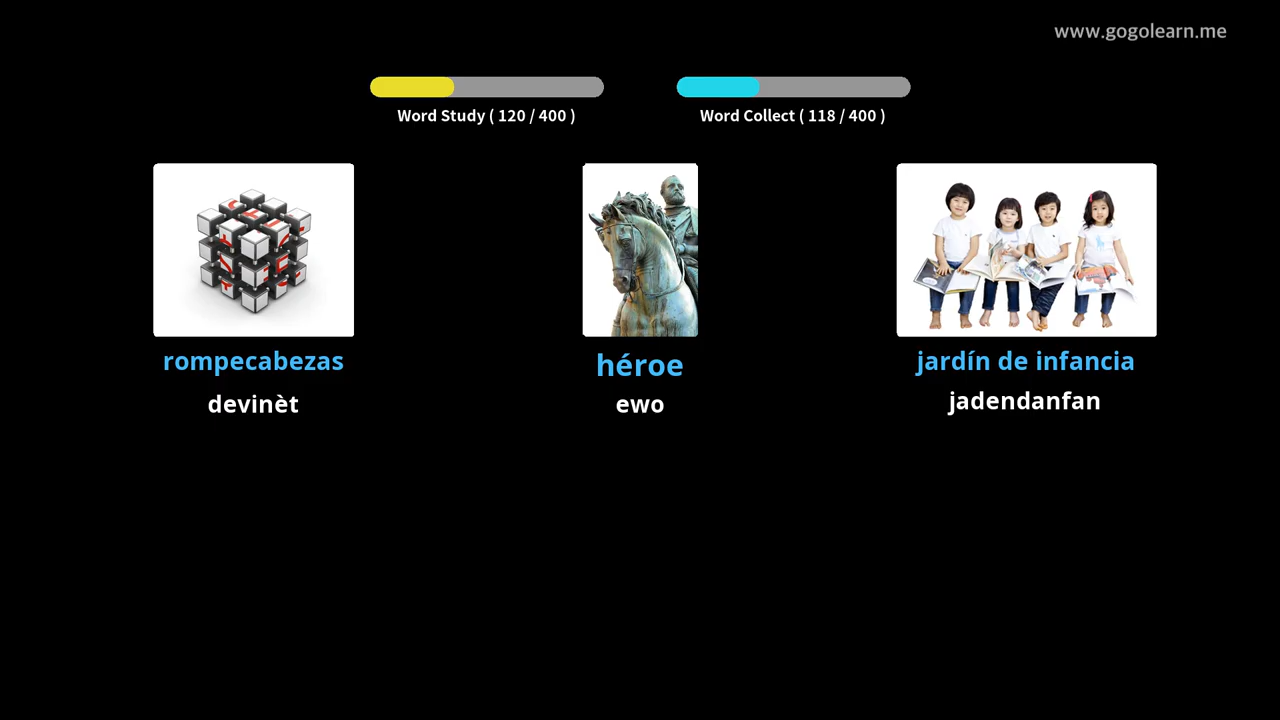 www.gogolearn.me
Word Study ( 120 / 400 )
Word Collect ( 118 / 400 )
rompecabezas
devinèt
héroe
ewo
jardín de infancia
jadendanfan